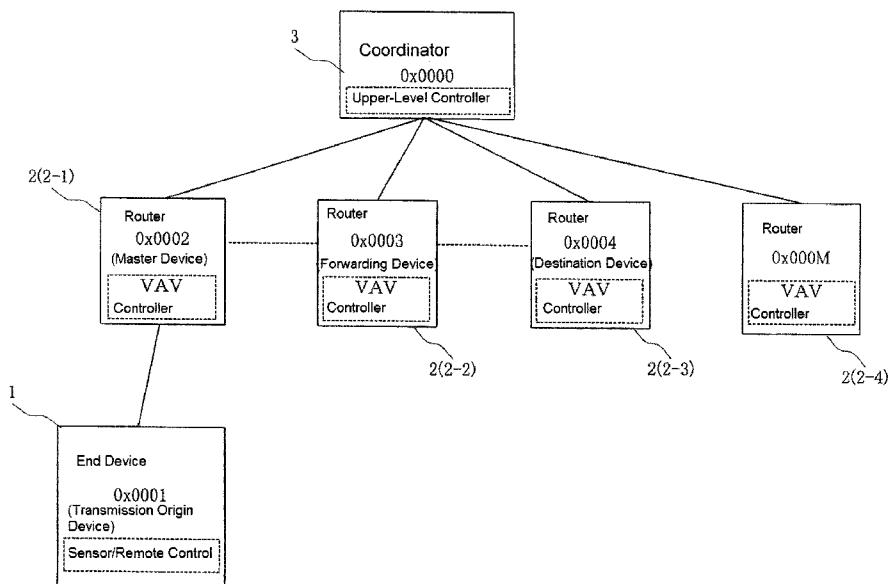 3
Coordinator
0x0000
Upper-Level Controller
2(2-1)
Router
0x0002
(Master Device)
VAV
Controller
Router
0x0003
(Forwarding Device)
VAV
Controller
2(2-2)
Router
0x0004
(Destination Device)
VAV
Controller
2(2-3)
Router
0x000M
VAV
Controller
2(2-4)
1
End Device
0x0001
(Transmission Origin
Device)
Sensor/Remote Control